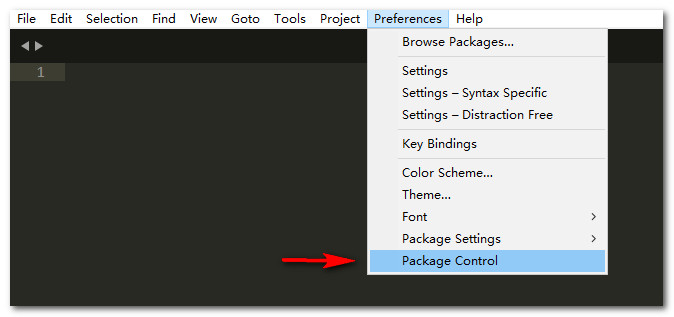 File Edit Selection Find View Goto Tools Project Preferences Help
Browse Packages...
1
Settings
Settings – Syntax Specific
Settings – Distraction Free
Key Bindings
Color Scheme...
Theme...
Font
Package Settings
Package Control